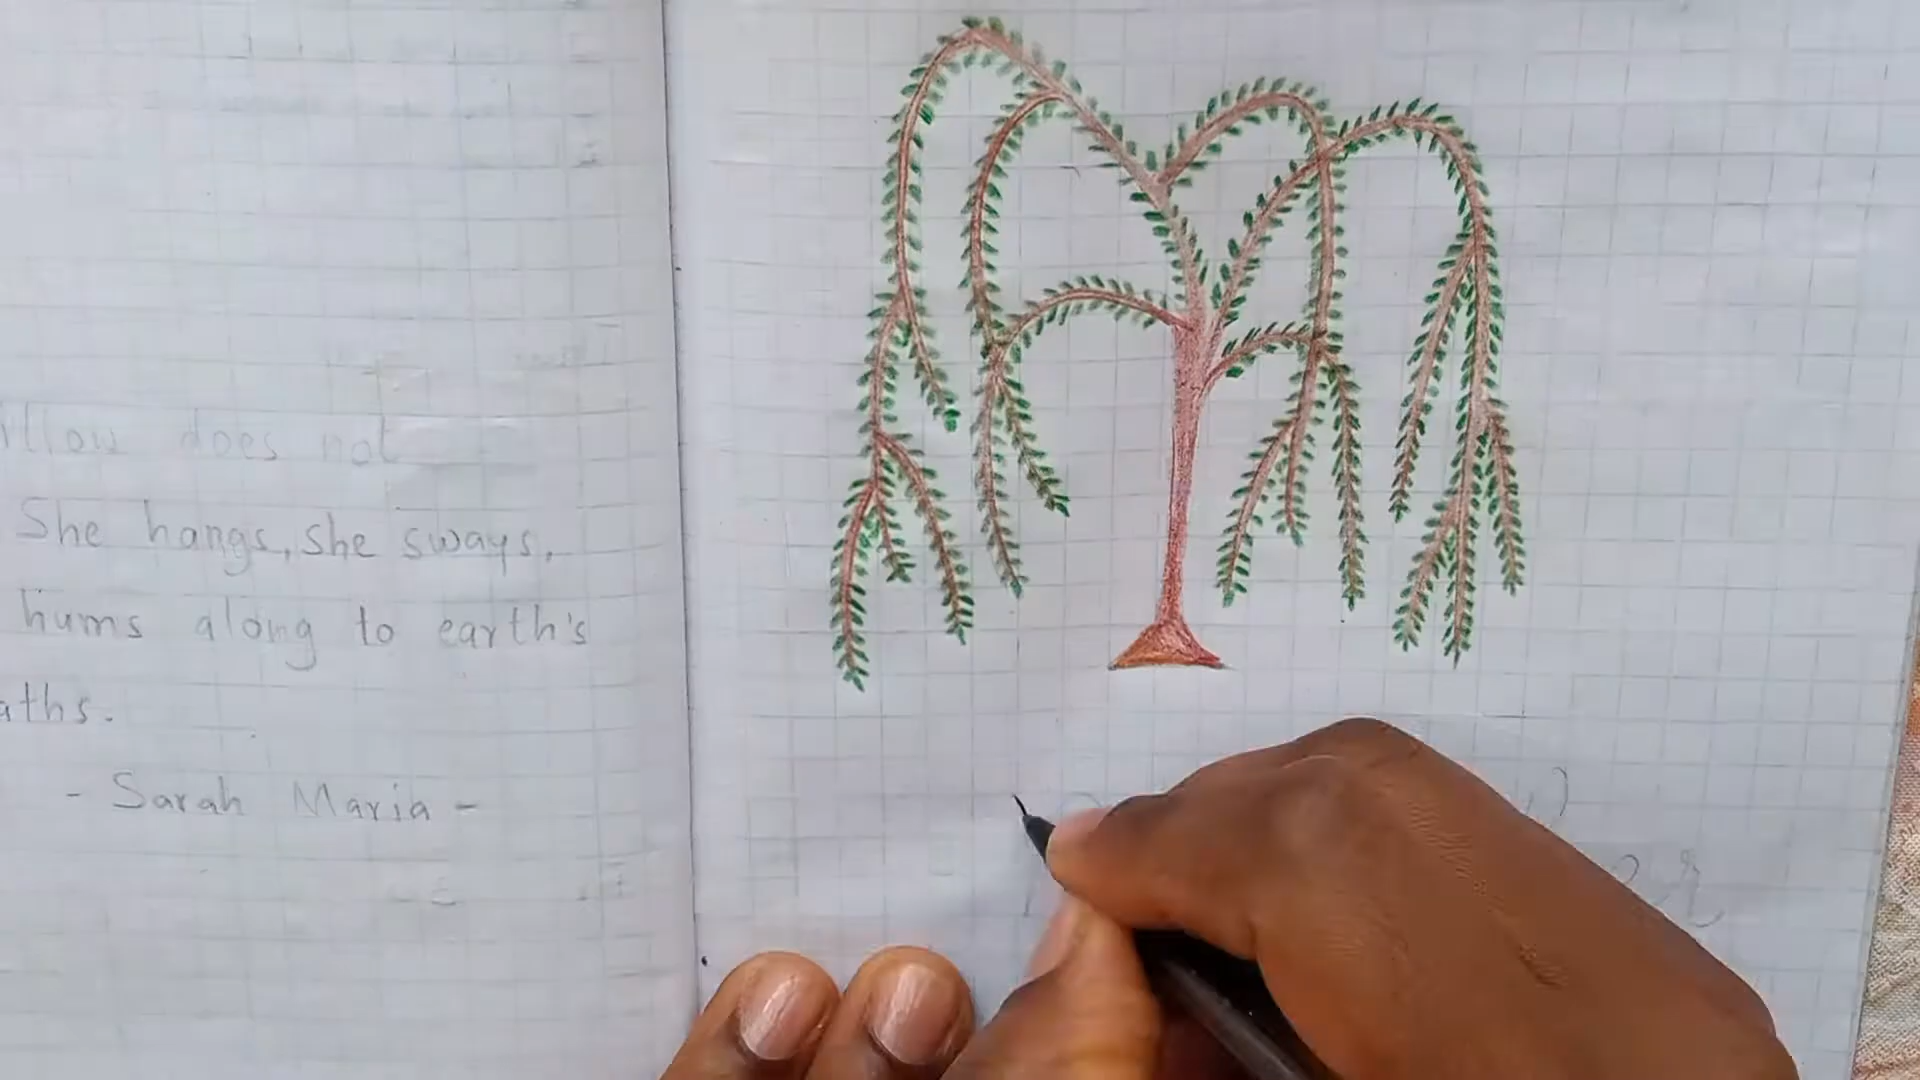 illow does not
She hangs, she sways,
hums along to earth's
aths.
- Sarah Maria -